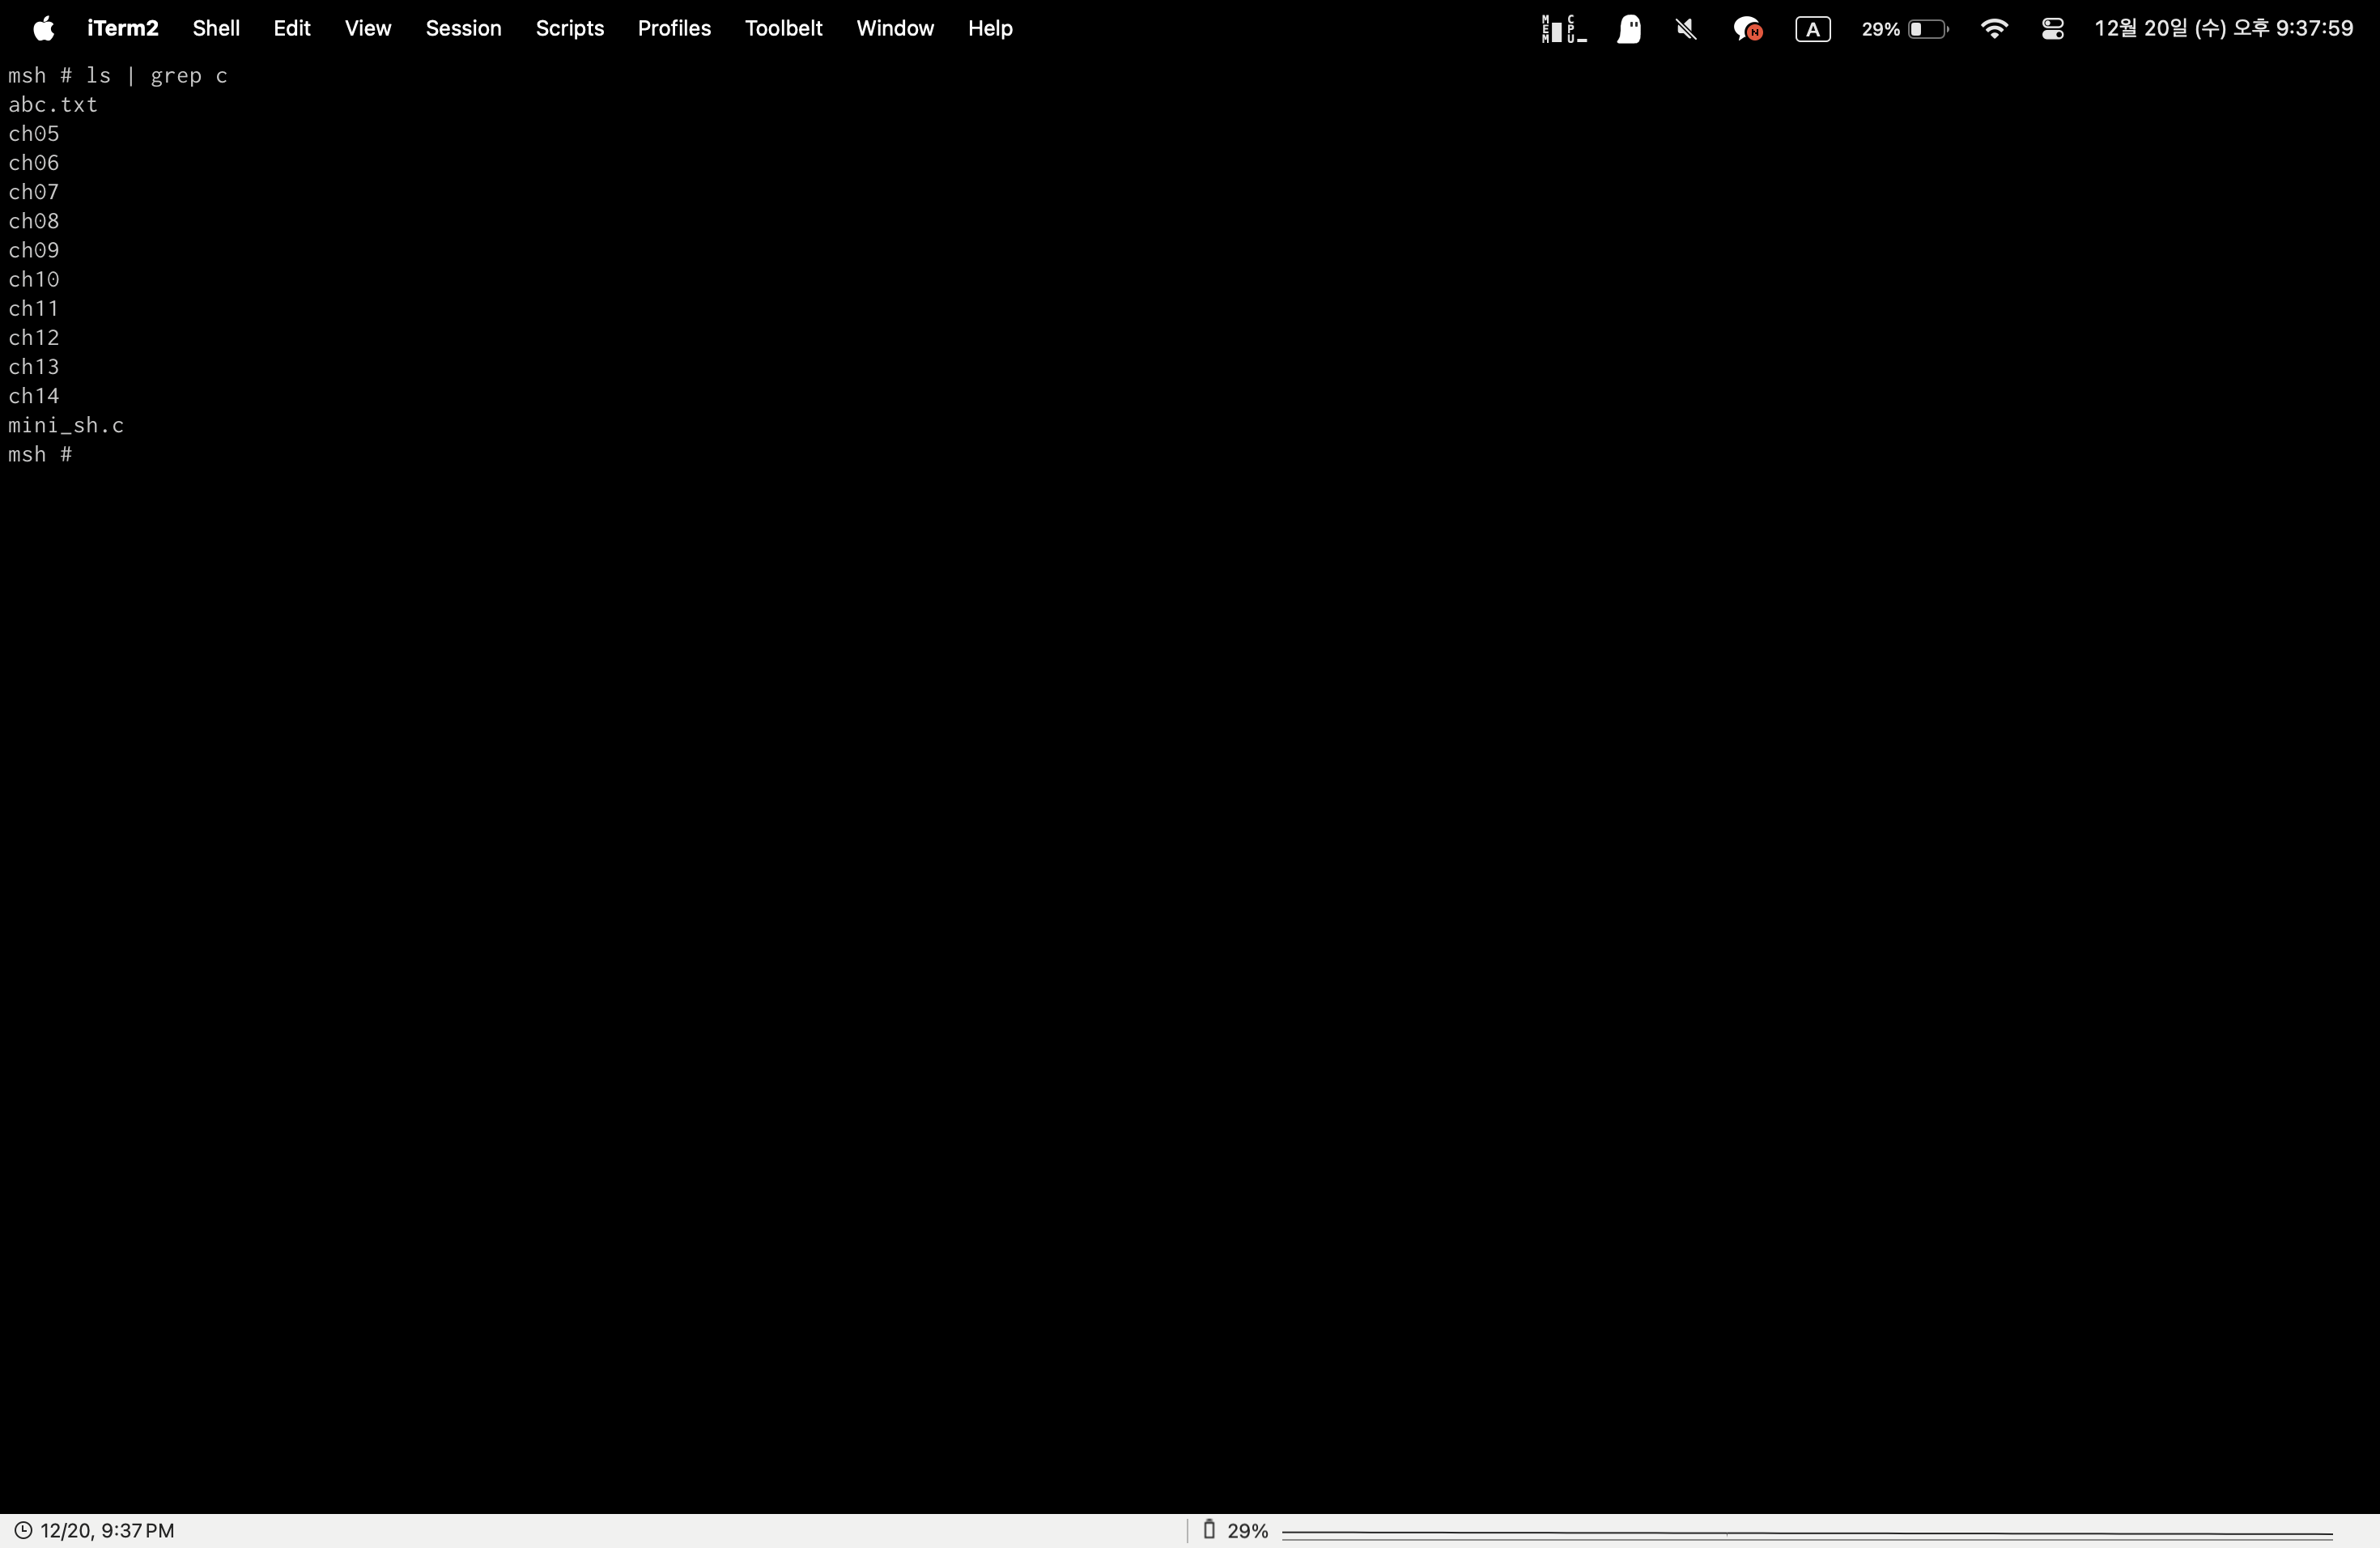 iTerm2 Shell Edit View Session Scripts Profiles Toolbelt Window Help MEM CPU N A 29% 12월 20일 (수) 오후 9:37:59
msh # ls | grep c
abc.txt
ch05
ch06
ch07
ch08
ch09
ch10
ch11
ch12
ch13
ch14
mini_sh.c
msh #
12/20, 9:37 PM 29%